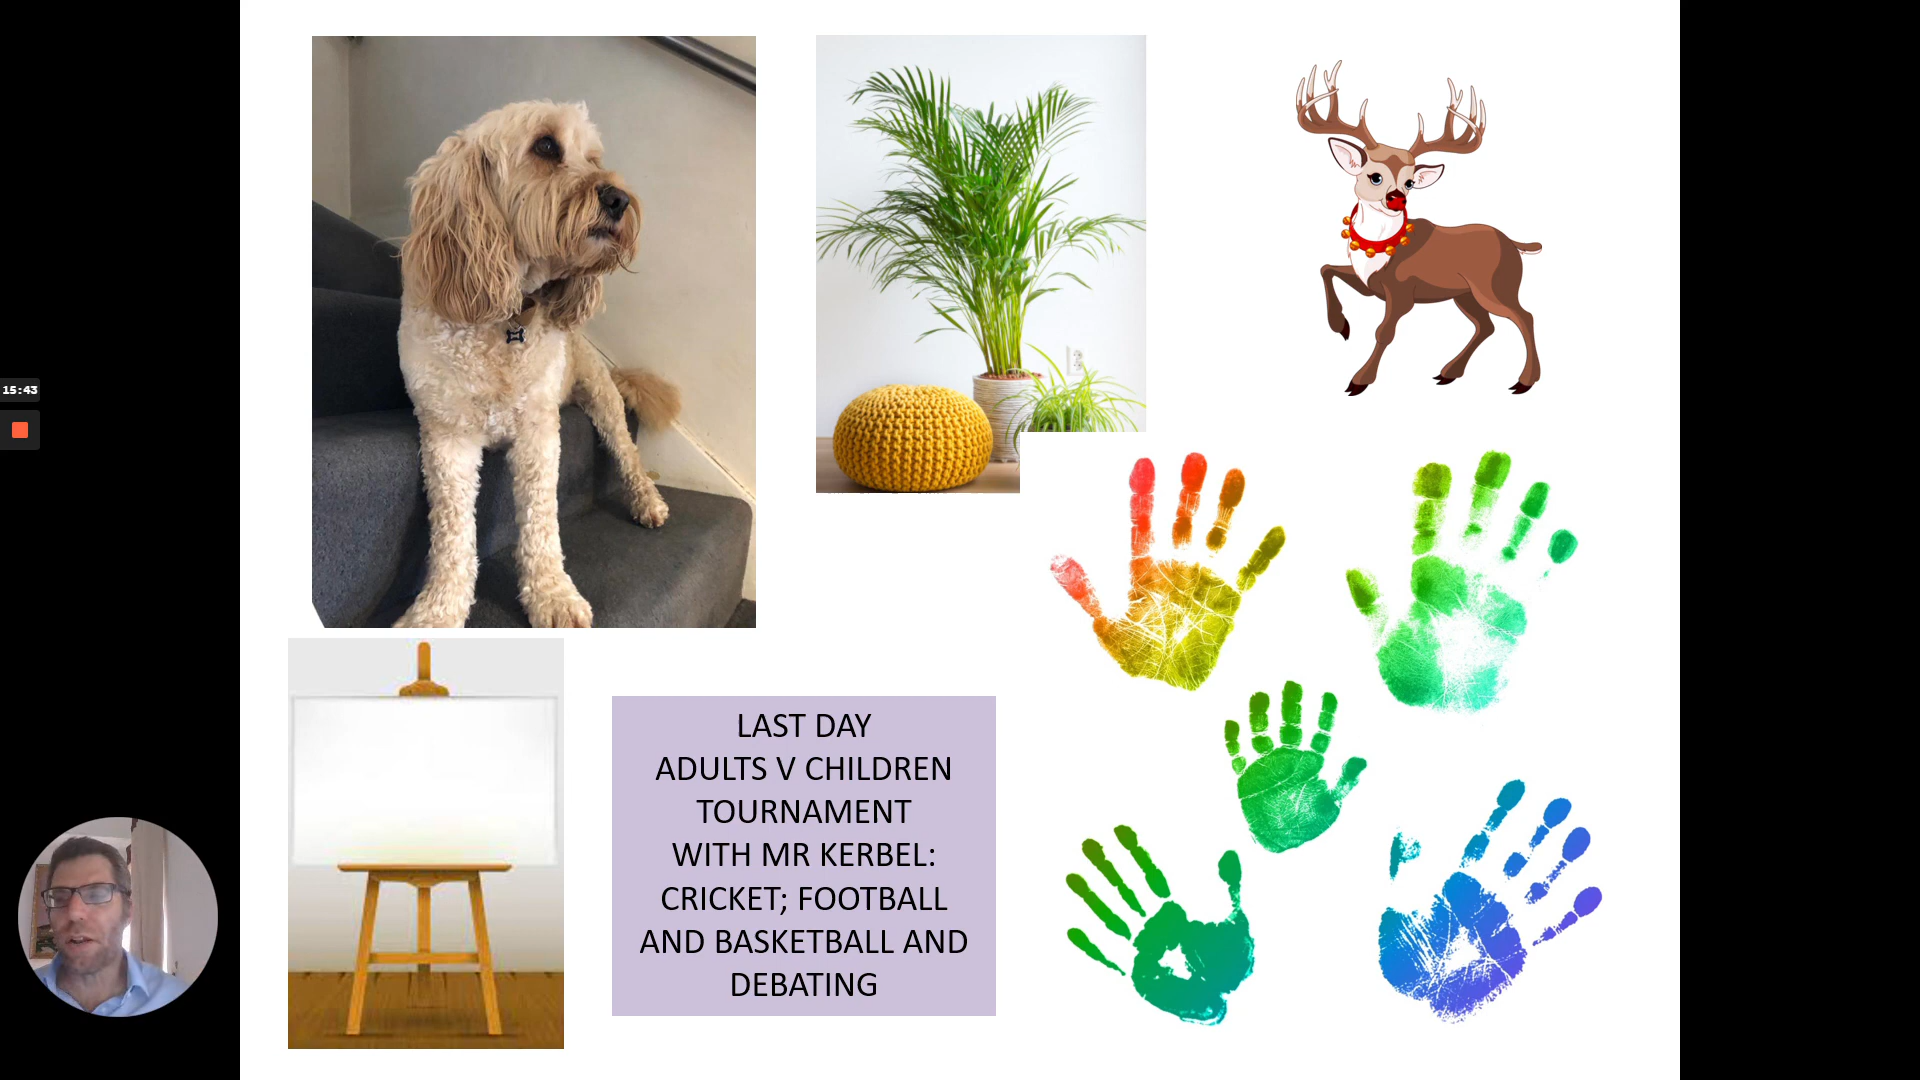 15:43
LAST DAY
ADULTS V CHILDREN
TOURNAMENT
WITH MR KERBEL:
CRICKET; FOOTBALL
AND BASKETBALL AND
DEBATING